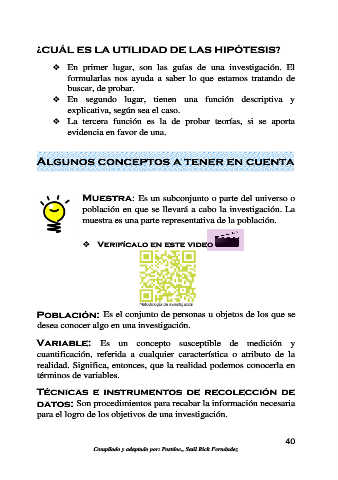 ¿CUÁL ES LA UTILIDAD DE LAS HIPÓTESIS?
❖ En primer lugar, son las guías de una investigación. El
formularlas nos ayuda a saber lo que estamos tratando de
buscar, de probar.
❖ En segundo lugar, tienen una función descriptiva y
explicativa, según sea el caso.
❖ La tercera función es la de probar teorías, si se aporta
evidencia en favor de una.
ALGUNOS CONCEPTOS A TENER EN CUENTA
MUESTRA: Es un subconjunto o parte del universo o
población en que se llevará a cabo la investigación. La
muestra es una parte representativa de la población.
❖ VERIFÍCALO EN ESTE VIDEO
Metodología de investigación
POBLACIÓN: Es el conjunto de personas u objetos de los que se
desea conocer algo en una investigación.
VARIABLE: Es un concepto susceptible de medición y
cuantificación, referida a cualquier característica o atributo de la
realidad. Significa, entonces, que la realidad podemos conocerla en
términos de variables.
TÉCNICAS E INSTRUMENTOS DE RECOLECCIÓN DE
DATOS: Son procedimientos para recabar la información necesaria
para el logro de los objetivos de una investigación.
40
Compilado y adaptado por: Postdoc., Saúl Rick Fernández